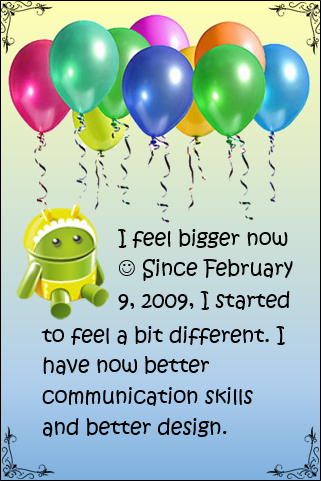 I feel bigger now
☺ Since February
9, 2009, I started
to feel a bit different. I
have now better
communication skills
and better design.